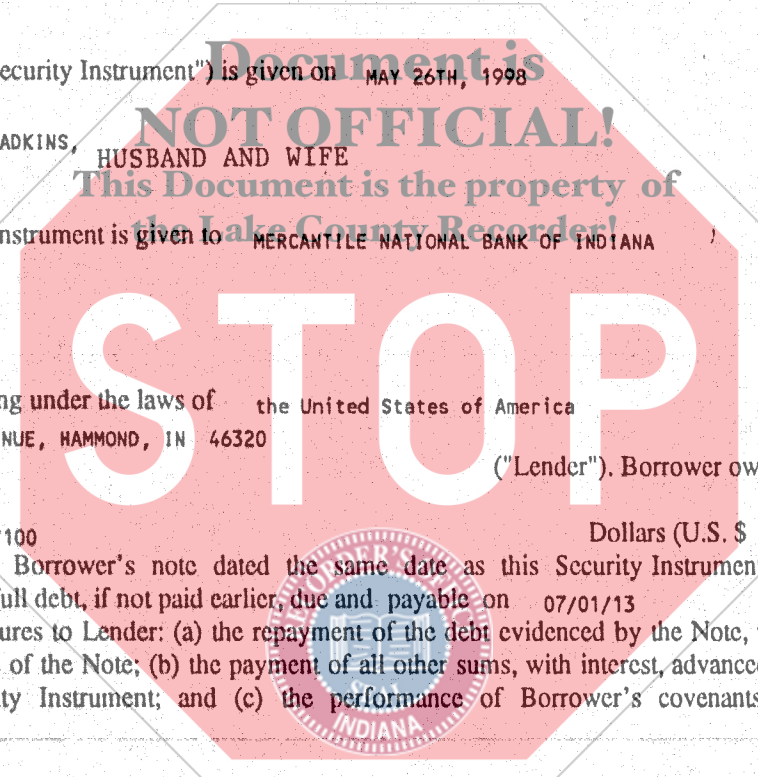 Document is
ecurity Instrument") is given on MAY 26TH, 1998
NOT OFFICIAL!
ADKINS, HUSBAND AND WIFE
This Document is the property of
the Lake County Recorder!
nstrument is given to MERCANTILE NATIONAL BANK OF INDIANA
STOP
ng under the laws of the United States of America
NUE, HAMMOND, IN 46320
("Lender"). Borrower ow
/100 Dollars (U.S. $
Borrower's note dated the same date as this Security Instrumen
full debt, if not paid earlier, due and payable on 07/01/13
ures to Lender: (a) the repayment of the debt evidenced by the Note,
of the Note; (b) the payment of all other sums, with interest, advance
ty Instrument; and (c) the performance of Borrower's covenants
SEAL
INDIANA